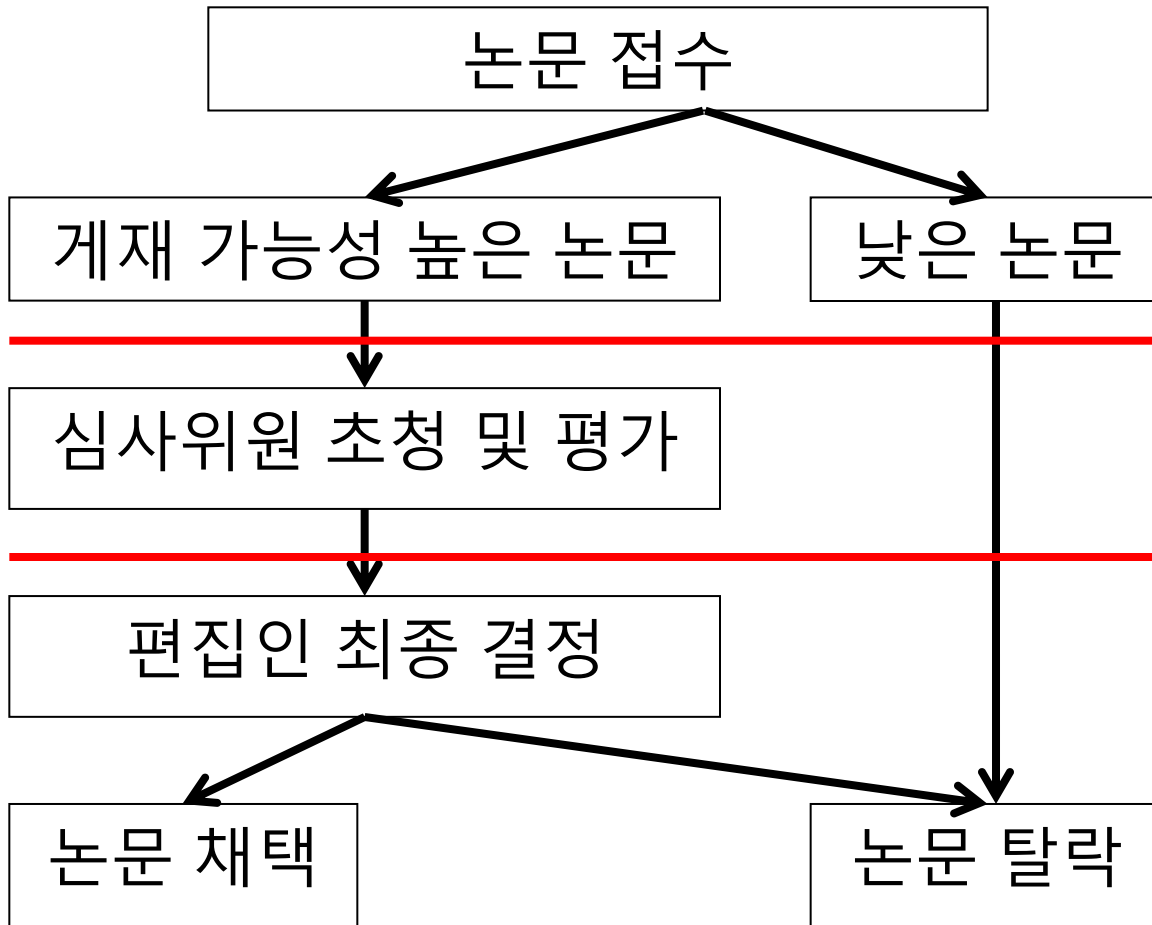 논문 접수
게재 가능성 높은 논문
낮은 논문
심사위원 초청 및 평가
편집인 최종 결정
논문 채택
논문 탈락